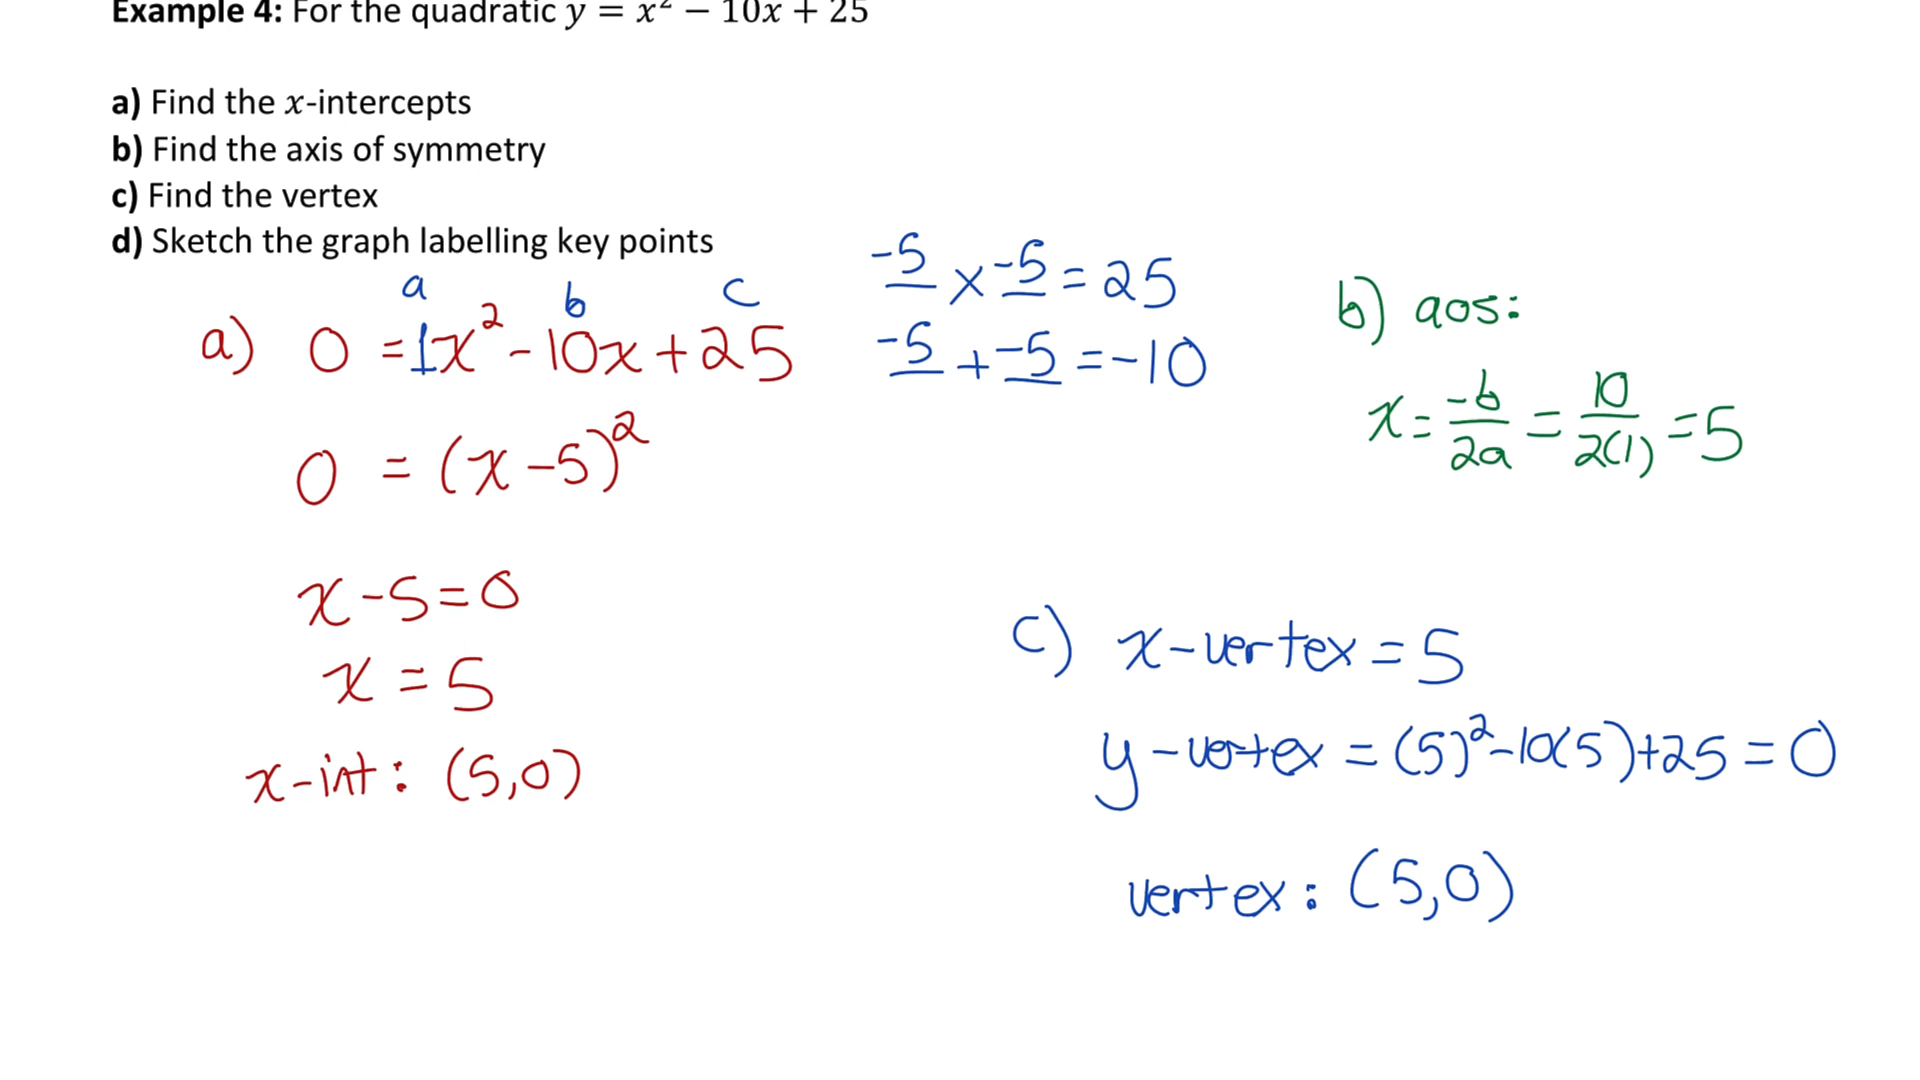 Example 4: For the quadratic y = x² − 10x + 25
a) Find the x-intercepts
b) Find the axis of symmetry
c) Find the vertex
d) Sketch the graph labelling key points
a b c
a) 0 = 1x² - 10x + 25
0 = (x - 5)²
x - 5 = 0
x = 5
x-int: (5,0)
-5 x -5 = 25
-5 + -5 = -10
b) aos:
x = -b/2a = 10/2(1) = 5
c) x-vertex = 5
y-vertex = (5)² - 10(5) + 25 = 0
vertex: (5,0)